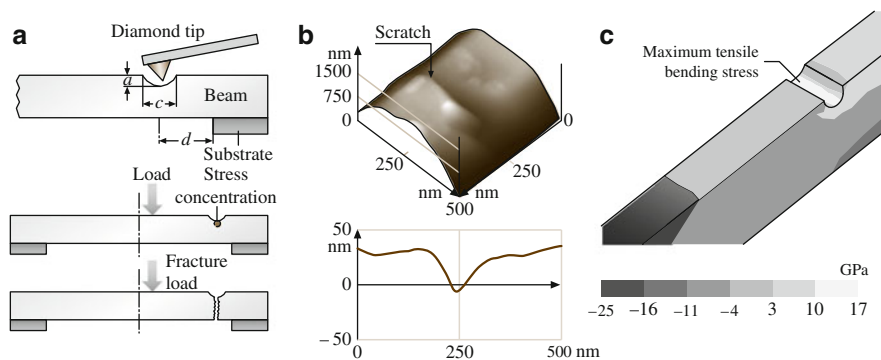 a
Diamond tip
a
c
Beam
d
Substrate
Stress
concentration
Load
Fracture
load
b
nm
1500
750
0
Scratch
0
250
250
nm
nm
500
50
nm
0
−50
0
250
500 nm
c
Maximum tensile
bending stress
GPa
−25 −16 −11 −4 3 10 17